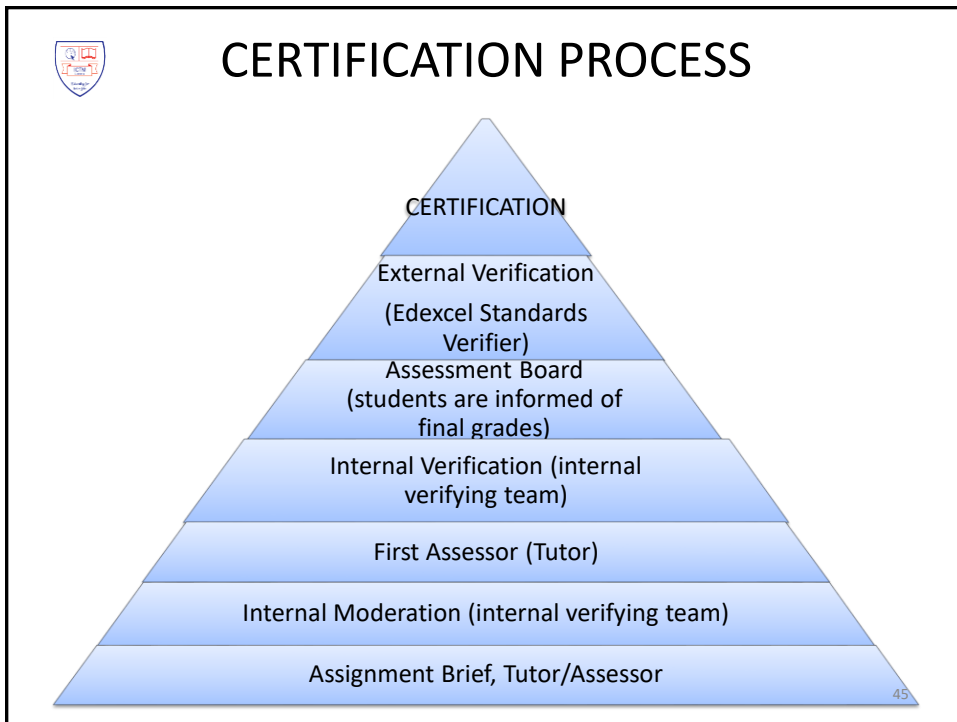 CERTIFICATION PROCESS
CERTIFICATION
External Verification
(Edexcel Standards
Verifier)
Assessment Board
(students are informed of
final grades)
Internal Verification (internal
verifying team)
First Assessor (Tutor)
Internal Moderation (internal verifying team)
Assignment Brief, Tutor/Assessor
45